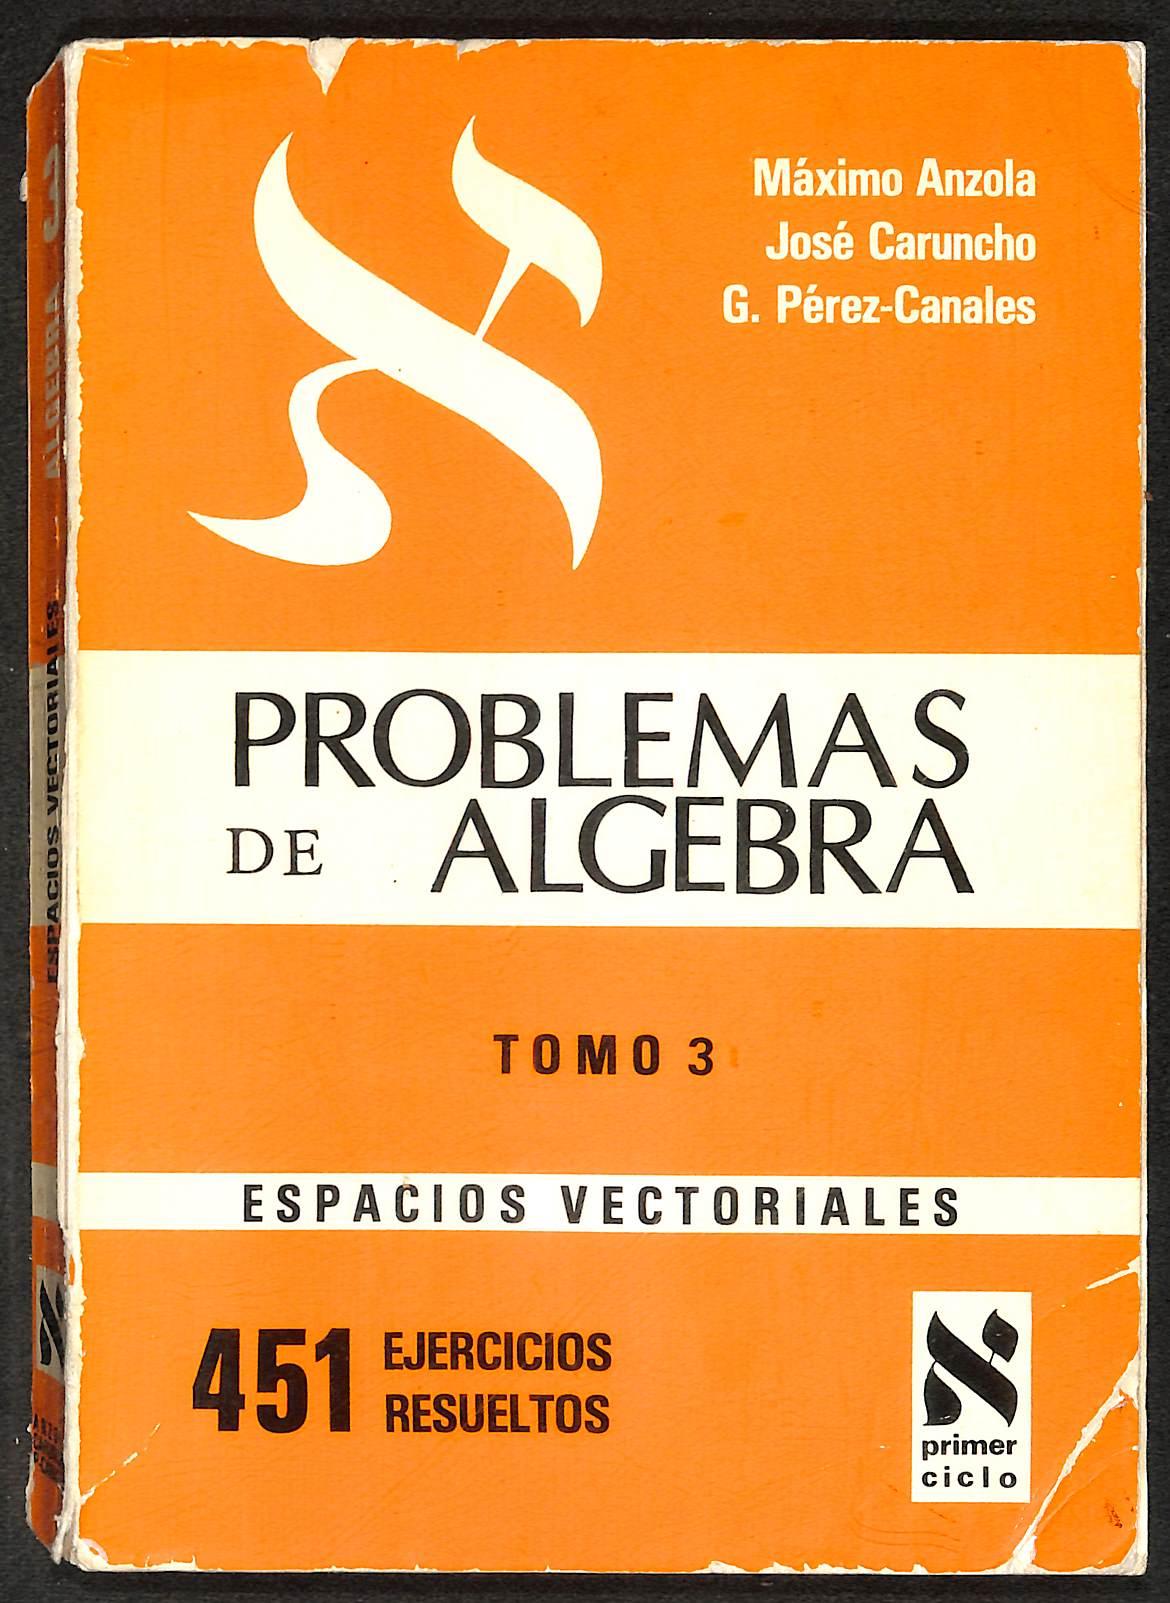 Máximo Anzola
José Caruncho
G. Pérez-Canales
PROBLEMAS
DE ALGEBRA
TOMO 3
ESPACIOS VECTORIALES
451 EJERCICIOS
RESUELTOS
primer
ciclo
ALGEBRA 3
ESPACIOS VECTORIALES